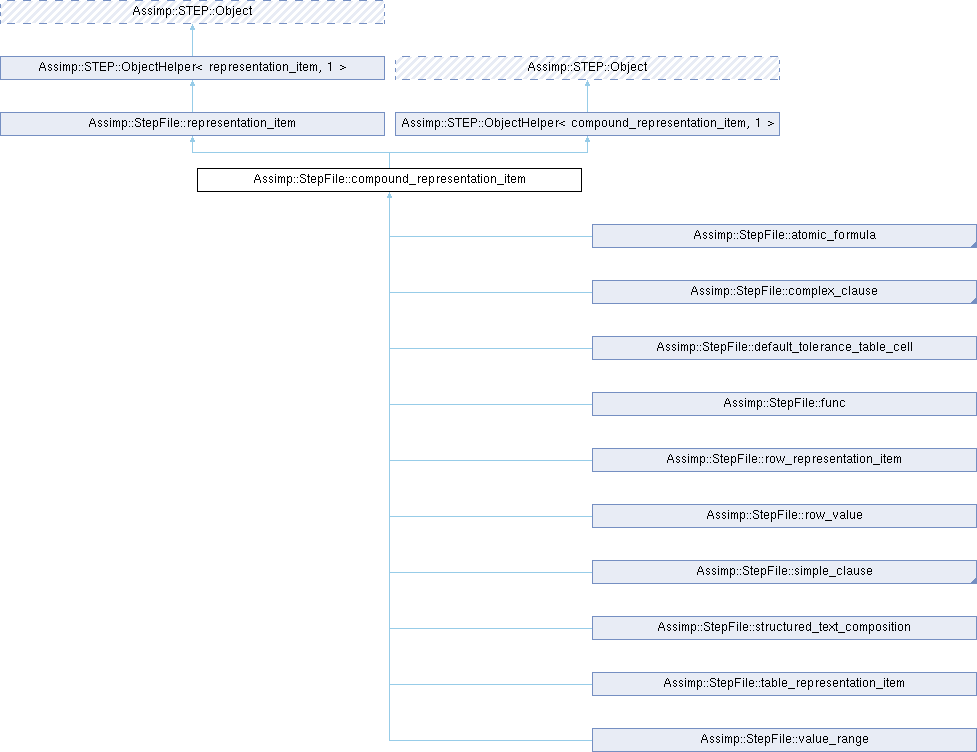 Assimp::STEP::Object
Assimp::STEP::ObjectHelper< representation_item, 1 >
Assimp::STEP::Object
Assimp::StepFile::representation_item
Assimp::STEP::ObjectHelper< compound_representation_item, 1 >
Assimp::StepFile::compound_representation_item
Assimp::StepFile::atomic_formula
Assimp::StepFile::complex_clause
Assimp::StepFile::default_tolerance_table_cell
Assimp::StepFile::func
Assimp::StepFile::row_representation_item
Assimp::StepFile::row_value
Assimp::StepFile::simple_clause
Assimp::StepFile::structured_text_composition
Assimp::StepFile::table_representation_item
Assimp::StepFile::value_range